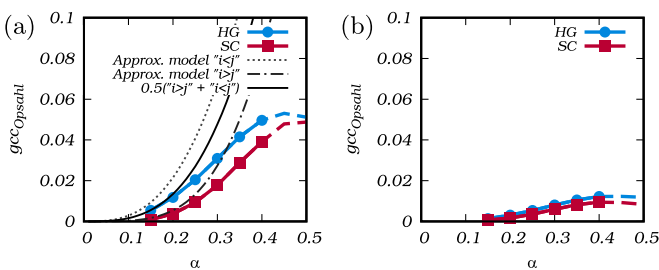 (a)
gcc_Opsahl
0.1
0.08
0.06
0.04
0.02
0
HG
SC
Approx. model "i<j"
Approx. model "i>j"
0.5("i>j" + "i<j")
0 0.1 0.2 0.3 0.4 0.5
α
(b)
gcc_Opsahl
0.1
0.08
0.06
0.04
0.02
0
HG
SC
0 0.1 0.2 0.3 0.4 0.5
α